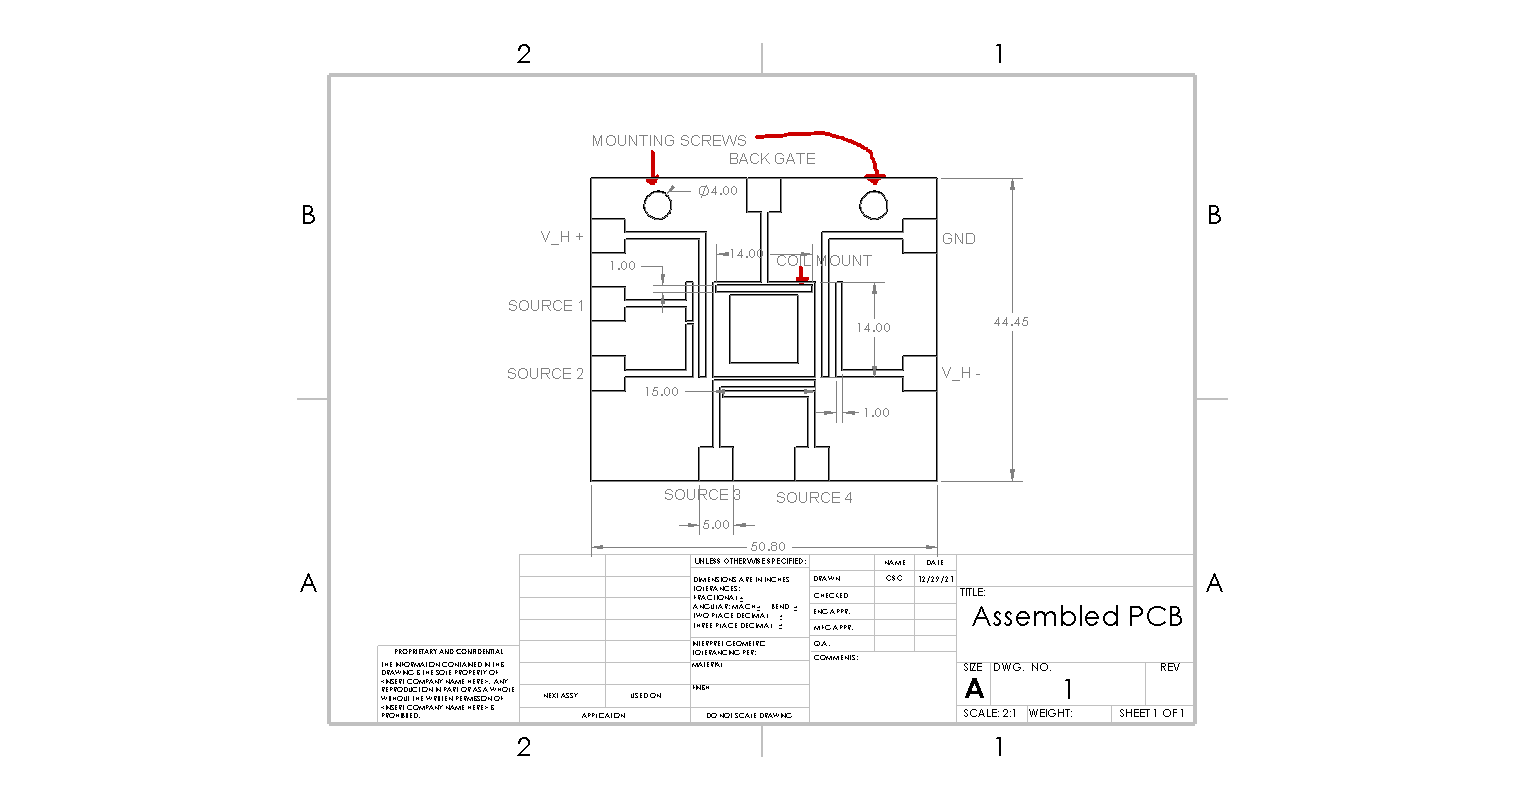 2 1
MOUNTING SCREWS
BACK GATE
Ø4.00
B B
V_H + GND
14.00
COIL MOUNT
1.00
SOURCE 1
44.45
14.00
SOURCE 2 V_H -
15.00
1.00
SOURCE 3 SOURCE 4
5.00
50.80
A A
UNLESS OTHERWISE SPECIFIED:
DIMENSIONS ARE IN INCHES
TOLERANCES:
FRACTIONAL ±
ANGULAR: MACH ± BEND ±
TWO PLACE DECIMAL ±
THREE PLACE DECIMAL ±
INTERPRET GEOMETRIC
TOLERANCING PER:
MATERIAL
FINISH
DO NOT SCALE DRAWING
NAME DATE
DRAWN CSC 12/29/21
CHECKED
ENG APPR.
MFG APPR.
Q.A.
COMMENTS:
TITLE:
Assembled PCB
SIZE DWG. NO. REV
A 1
SCALE: 2:1 WEIGHT: SHEET 1 OF 1
PROPRIETARY AND CONFIDENTIAL
THE INFORMATION CONTAINED IN THIS
DRAWING IS THE SOLE PROPERTY OF
<INSERT COMPANY NAME HERE>. ANY
REPRODUCTION IN PART OR AS A WHOLE
WITHOUT THE WRITTEN PERMISSION OF
<INSERT COMPANY NAME HERE> IS
PROHIBITED.
NEXT ASSY USED ON
APPLICATION
2 1